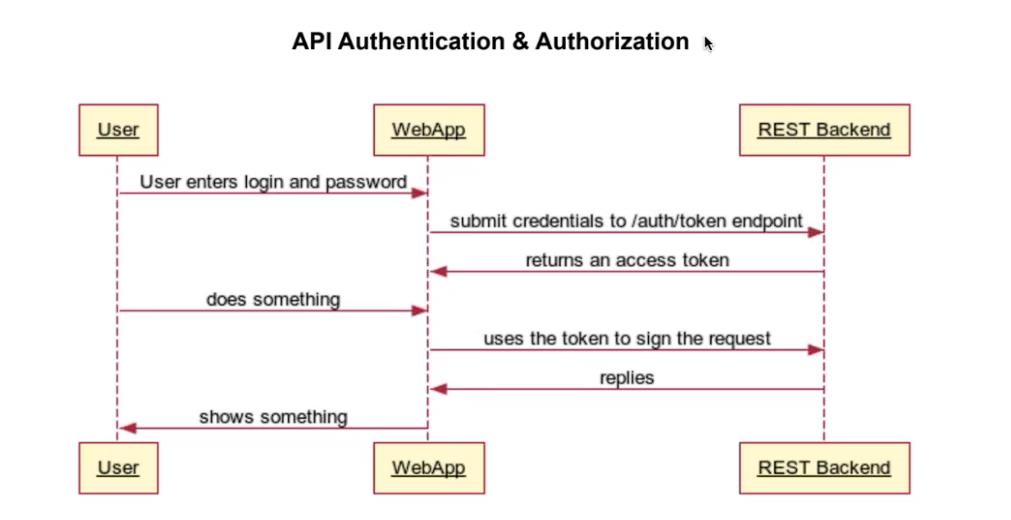 API Authentication & Authorization
User
WebApp
REST Backend
User enters login and password
submit credentials to /auth/token endpoint
returns an access token
does something
uses the token to sign the request
replies
shows something
User
WebApp
REST Backend